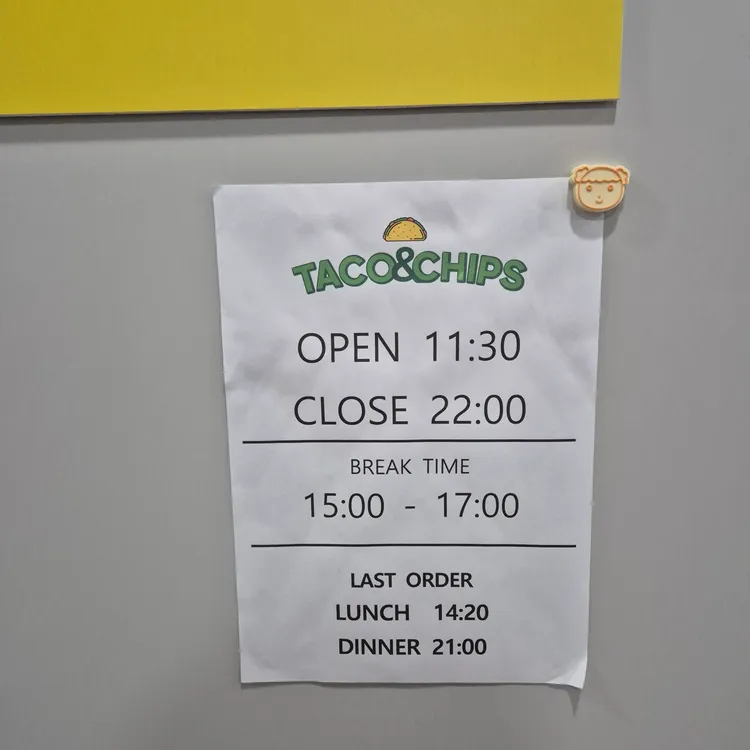 TACO&CHIPS
OPEN 11:30
CLOSE 22:00
BREAK TIME
15:00 - 17:00
LAST ORDER
LUNCH 14:20
DINNER 21:00